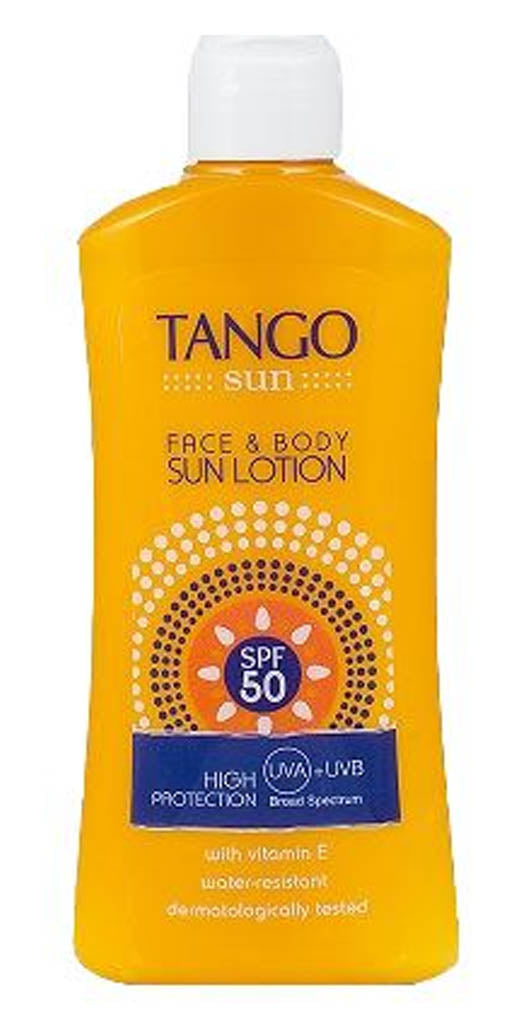 TANGO
sun
FACE & BODY
SUN LOTION
SPF
50
HIGH
PROTECTION
UVA + UVB
Broad Spectrum
with vitamin E
water-resistant
dermatologically tested